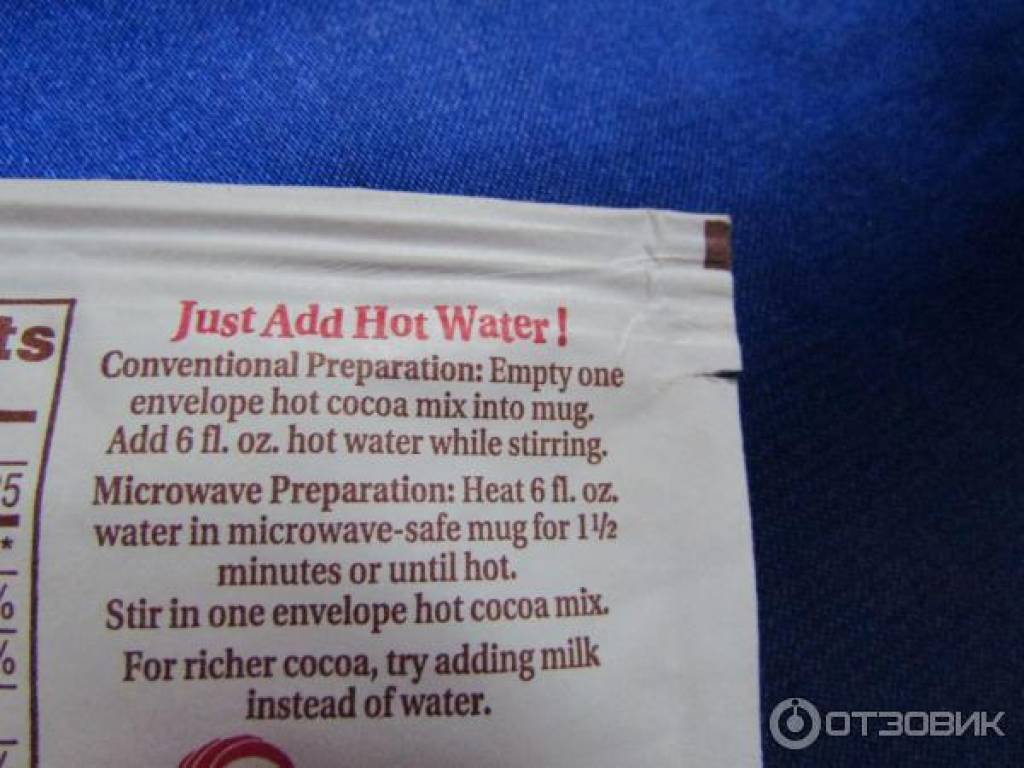 ts
5
*
%
%
Just Add Hot Water!
Conventional Preparation: Empty one
envelope hot cocoa mix into mug.
Add 6 fl. oz. hot water while stirring.
Microwave Preparation: Heat 6 fl. oz.
water in microwave-safe mug for 1½
minutes or until hot.
Stir in one envelope hot cocoa mix.
For richer cocoa, try adding milk
instead of water.
ОТЗОВИК